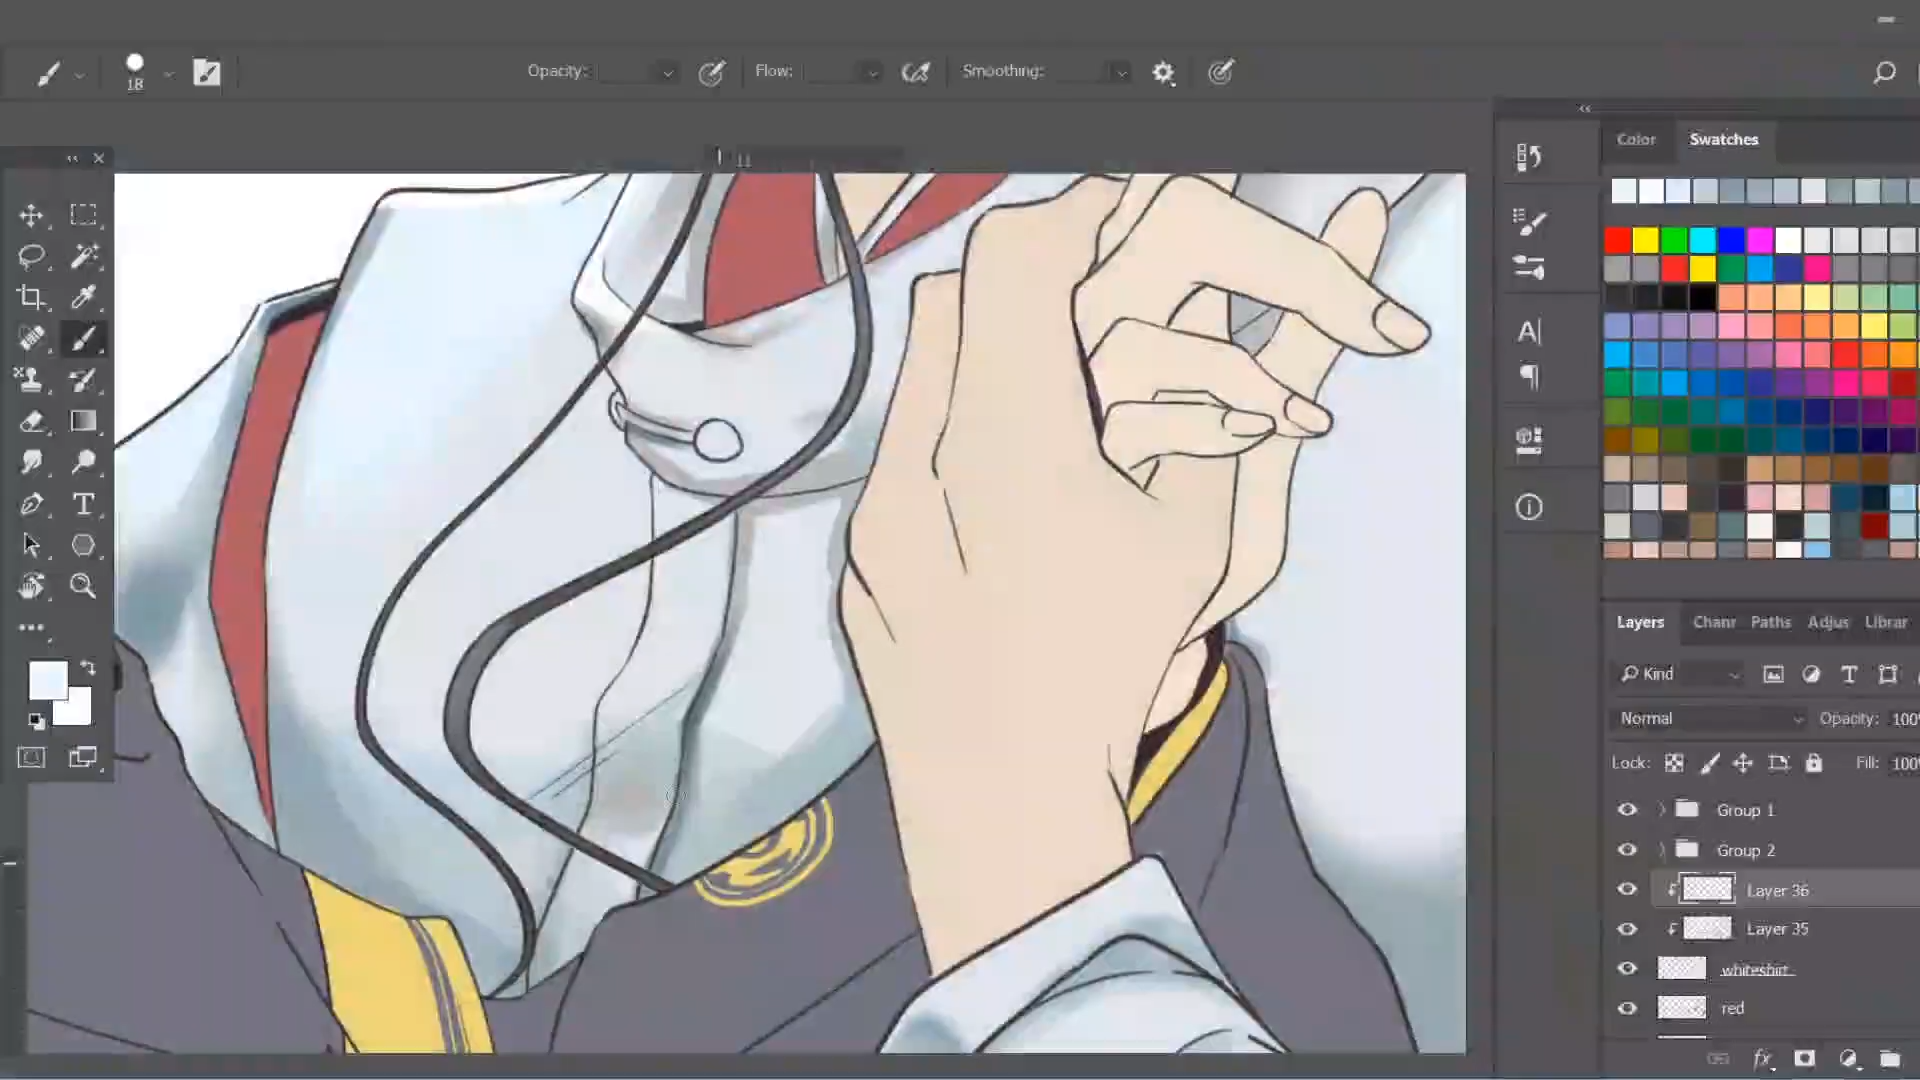 18
Opacity:
Flow:
Smoothing:
Color
Swatches
Layers
Chanr
Paths
Adjus
Librar
Kind
Normal
Opacity:
100%
Lock:
Fill:
100%
Group 1
Group 2
Layer 36
Layer 35
whiteshirt
red
fx